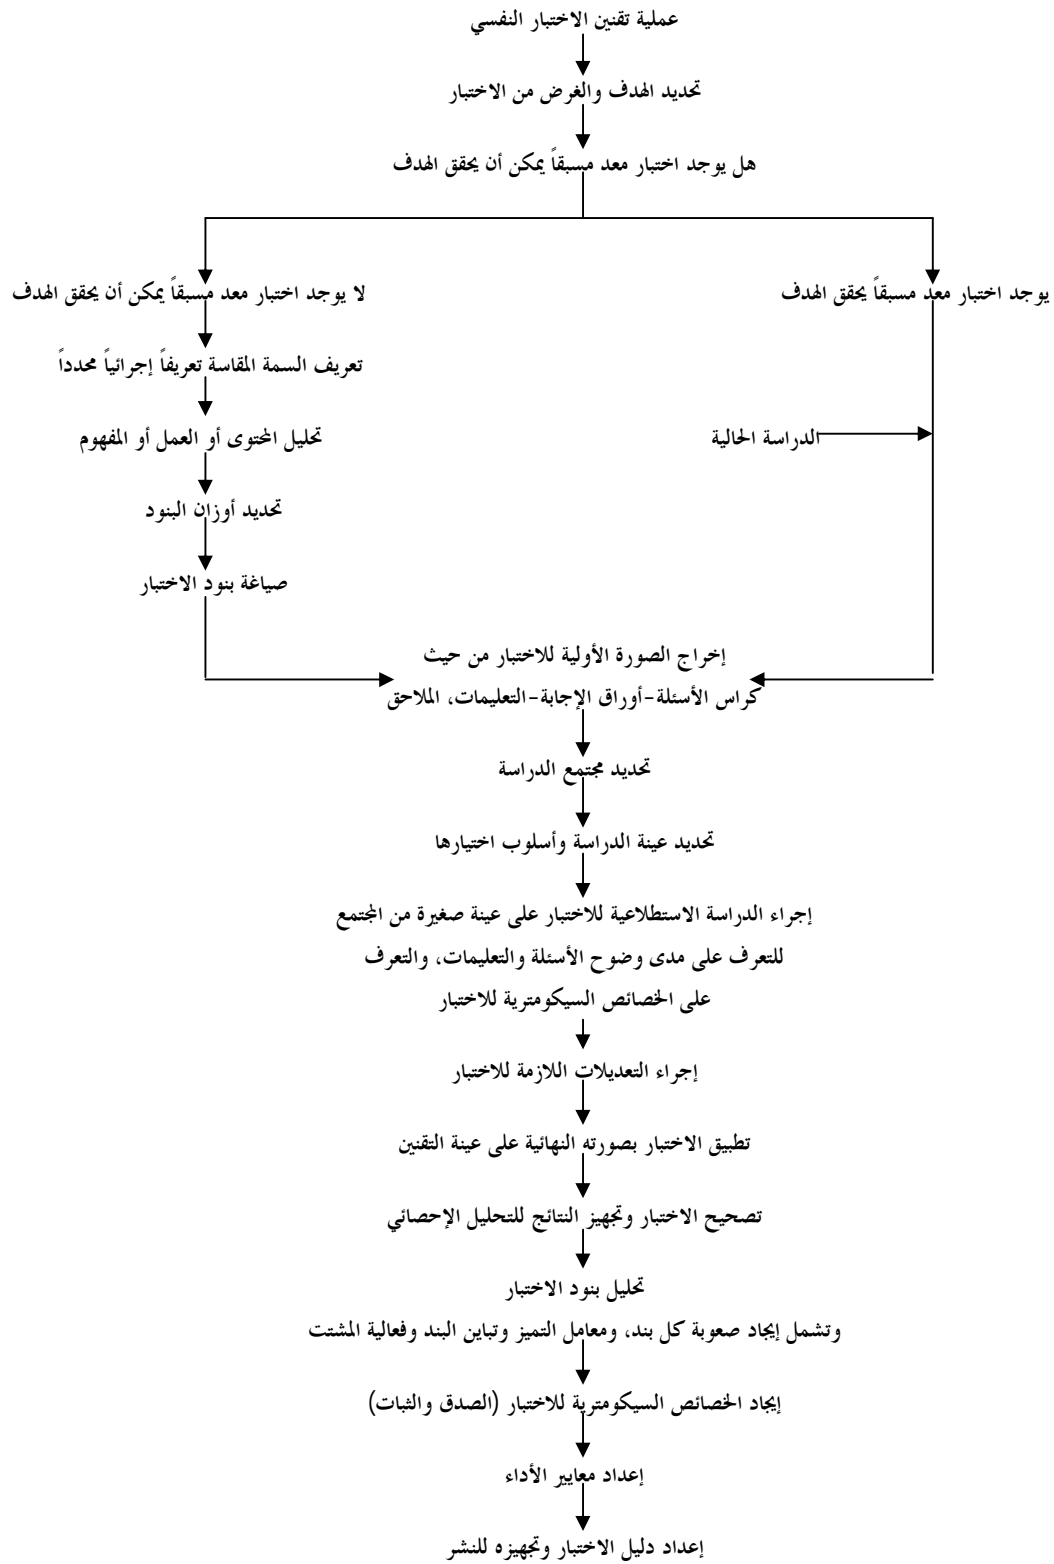 عملية تقنين الاختبار النفسي
تحديد الهدف والغرض من الاختبار
هل يوجد اختبار معد مسبقاً يمكن أن يحقق الهدف
يوجد اختبار معد مسبقاً يحقق الهدف
لا يوجد اختبار معد مسبقاً يمكن أن يحقق الهدف
تعريف السمة المقاسة تعريفاً إجرائياً محدداً
الدراسة الحالية
تحليل المحتوى أو العمل أو المفهوم
تحديد أوزان البنود
صياغة بنود الاختبار
إخراج الصورة الأولية للاختبار من حيث
كراس الأسئلة-أوراق الإجابة-التعليمات، الملاحق
تحديد مجتمع الدراسة
تحديد عينة الدراسة وأسلوب اختيارها
إجراء الدراسة الاستطلاعية للاختبار على عينة صغيرة من المجتمع
للتعرف على مدى وضوح الأسئلة والتعليمات، والتعرف
على الخصائص السيكومترية للاختبار
إجراء التعديلات اللازمة للاختبار
تطبيق الاختبار بصورته النهائية على عينة التقنين
تصحيح الاختبار وتجهيز النتائج للتحليل الإحصائي
تحليل بنود الاختبار
وتشمل إيجاد صعوبة كل بند، ومعامل التميز وتباين البند وفعالية المشتت
إيجاد الخصائص السيكومترية للاختبار (الصدق والثبات)
إعداد معايير الأداء
إعداد دليل الاختبار وتجهيزه للنشر